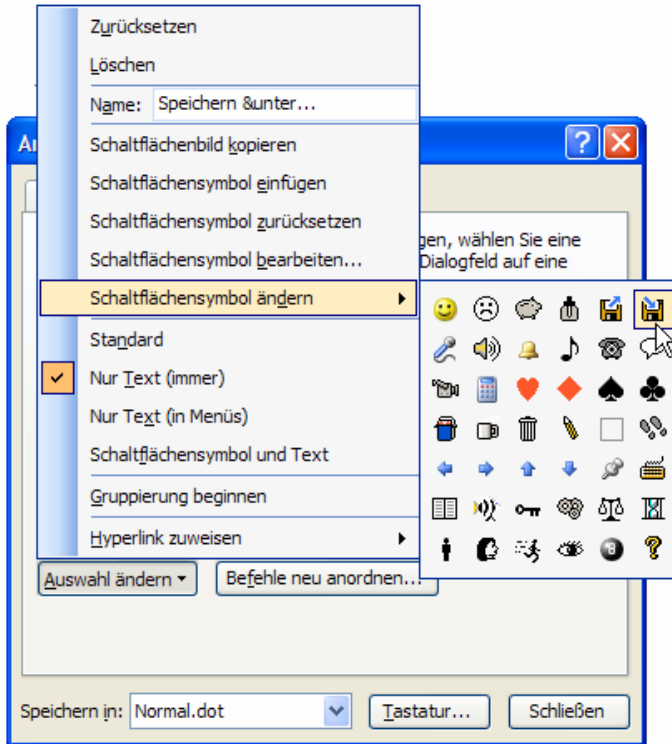 Zurücksetzen
Löschen
Name: Speichern &unter...
Schaltflächenbild kopieren
Schaltflächensymbol einfügen
Schaltflächensymbol zurücksetzen
gen, wählen Sie eine
Schaltflächensymbol bearbeiten...
Dialogfeld auf eine
Schaltflächensymbol ändern
Standard
Nur Text (immer)
Nur Text (in Menüs)
Schaltflächensymbol und Text
Gruppierung beginnen
Hyperlink zuweisen
Auswahl ändern
Befehle neu anordnen...
Speichern in: Normal.dot
Tastatur...
Schließen